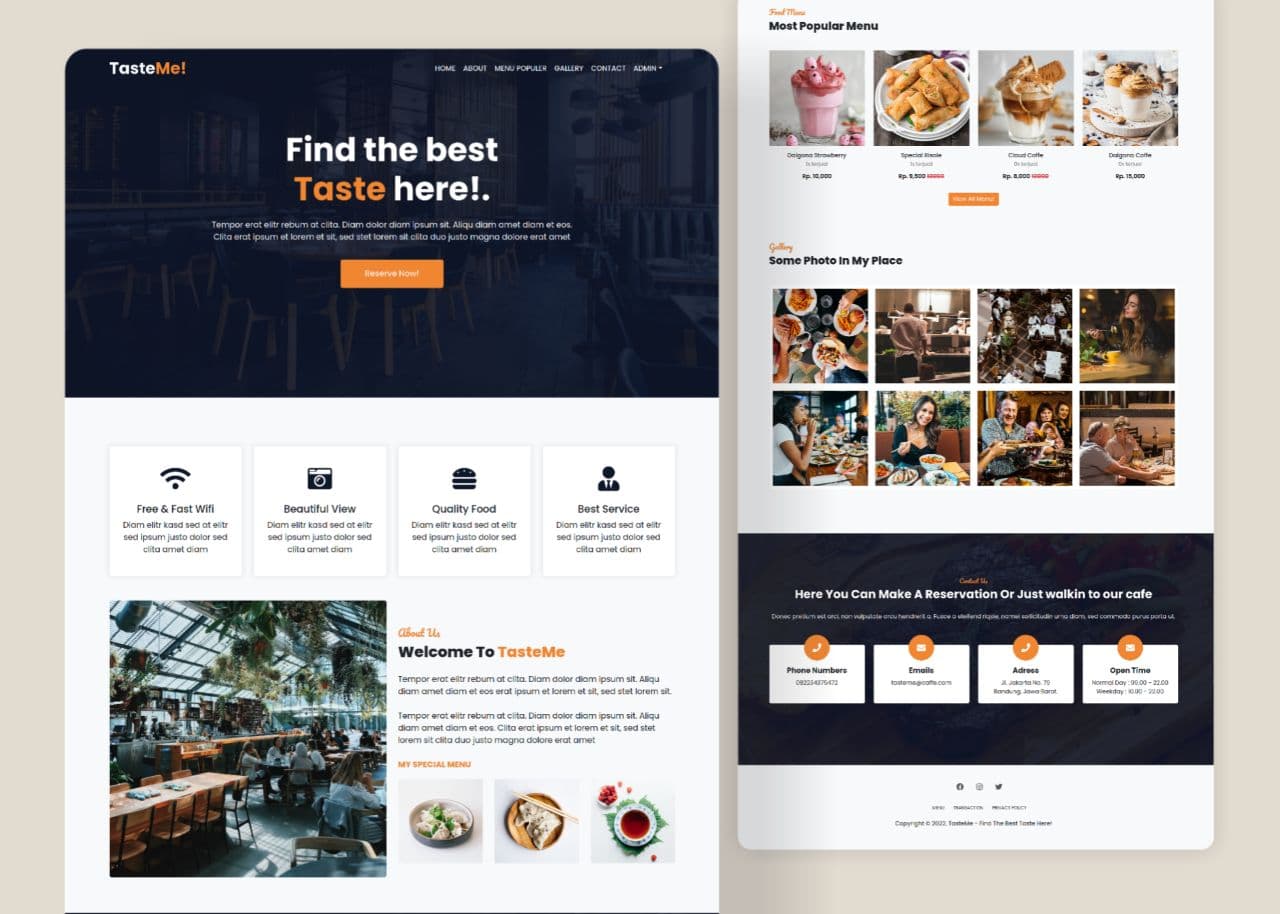 TasteMe!
HOME ABOUT MENU POPULER GALLERY CONTACT ADMIN
Find the best
Taste here!.
Tempor erat elitr rebum at clita. Diam dolor diam ipsum sit. Aliqu diam amet diam et eos.
Clita erat ipsum et lorem et sit, sed stet lorem sit clita duo justo magna dolore erat amet
Reserve Now!
Free & Fast Wifi
Diam elitr kasd sed at elitr
sed ipsum justo dolor sed
clita amet diam
Beautiful View
Diam elitr kasd sed at elitr
sed ipsum justo dolor sed
clita amet diam
Quality Food
Diam elitr kasd sed at elitr
sed ipsum justo dolor sed
clita amet diam
Best Service
Diam elitr kasd sed at elitr
sed ipsum justo dolor sed
clita amet diam
About Us
Welcome To TasteMe
Tempor erat elitr rebum at clita. Diam dolor diam ipsum sit. Aliqu
diam amet diam et eos erat ipsum et lorem et sit, sed stet lorem sit.
Tempor erat elitr rebum at clita. Diam dolor diam ipsum sit. Aliqu
diam amet diam et eos. Clita erat ipsum et lorem et sit, sed stet
lorem sit clita duo justo magna dolore erat amet
MY SPECIAL MENU
Food Menu
Most Popular Menu
Dalgona Strawberry
terjual
Rp. 10,000
Special Risole
terjual
Rp. 9,500
Cloud Coffe
terjual
Rp. 8,000
Dalgona Coffe
terjual
Rp. 15,000
View All Menu
Gallery
Some Photo In My Place
Contact Us
Here You Can Make A Reservation Or Just walkin to our cafe
Donec pretium est orci, non vulputate arcu hendrerit a. Fusce a eleifend riqsie, namei sollicitudin urna diam, sed commodo purus porta ut.
Phone Numbers
Emails
tasteme@caffe.com
Adress
Jl. Jakarta No. 79
Bandung, Jawa Barat.
Open Time
Normal Day : 09.00 - 22.00
Weekday : 10.00 - 23.00
MENU TRANSACTION PRIVACY POLICY
Copyright © 2022, TasteMe - Find The Best Taste Here!